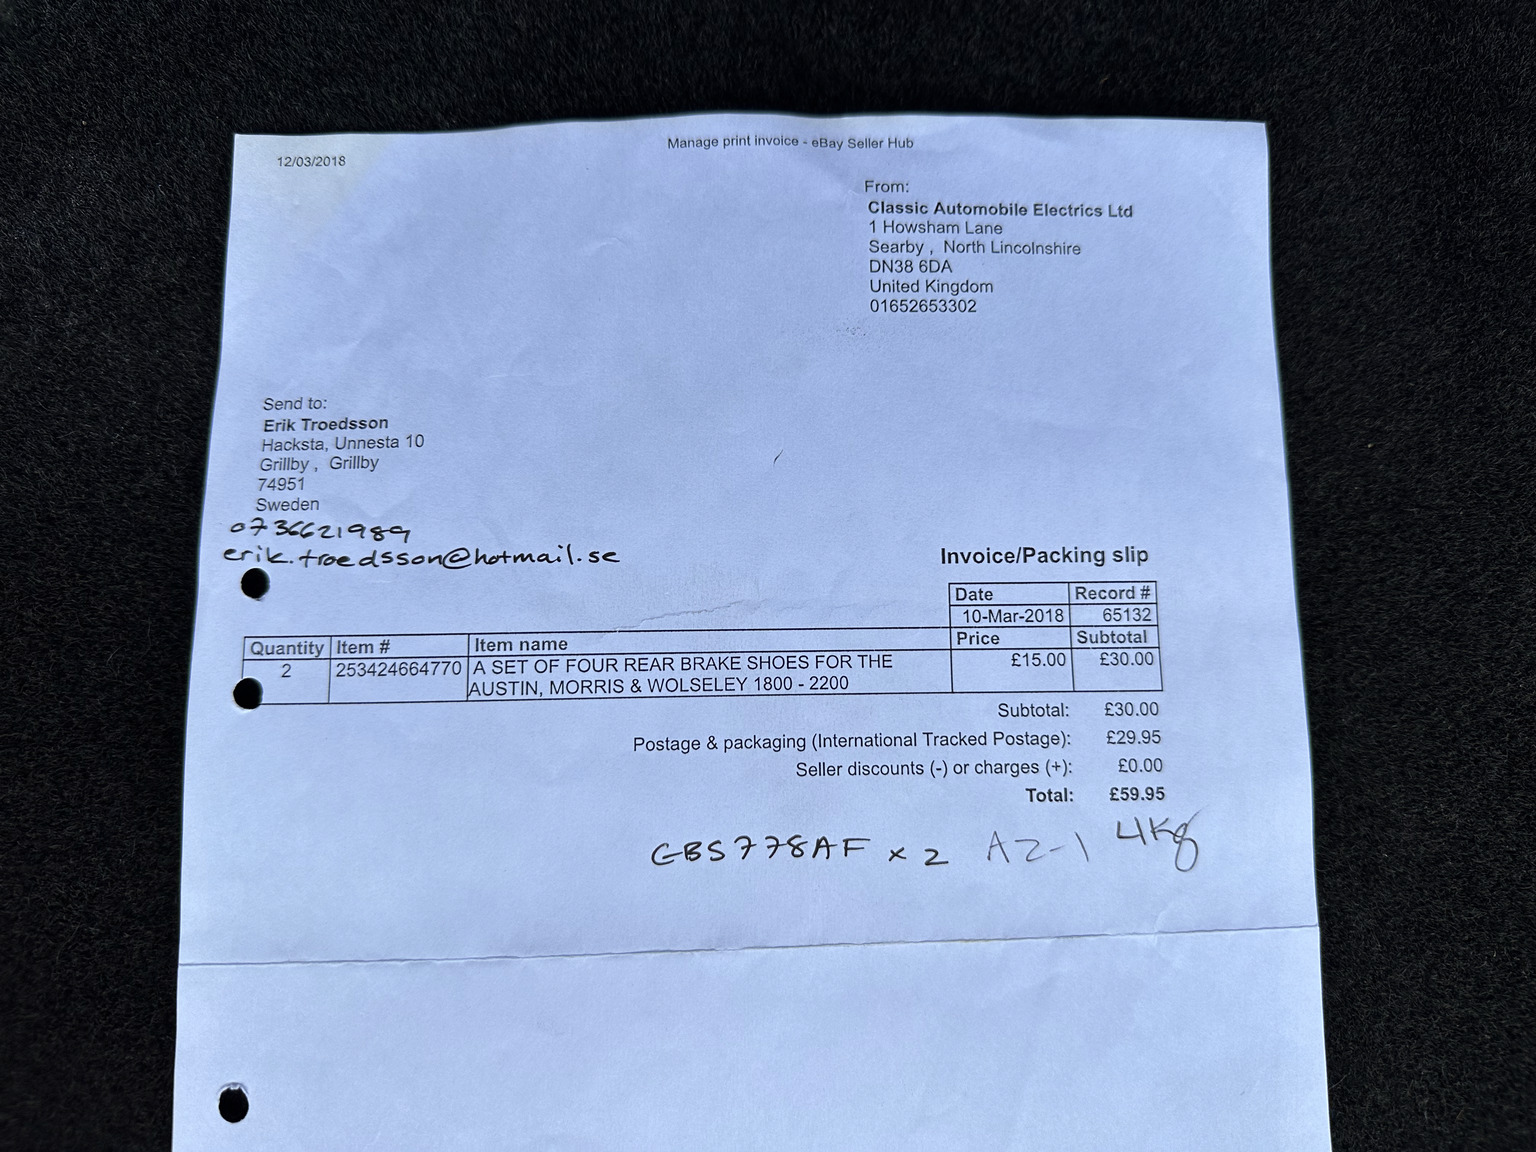 12/03/2018
Manage print invoice - eBay Seller Hub
From:
Classic Automobile Electrics Ltd
1 Howsham Lane
Searby , North Lincolnshire
DN38 6DA
United Kingdom
01652653302
Send to:
Erik Troedsson
Hacksta, Unnesta 10
Grillby , Grillby
74951
Sweden
0736621989
erik.troedsson@hotmail.se
Invoice/Packing slip
Date Record #
10-Mar-2018 65132
Quantity Item # Item name Price Subtotal
2 253424664770 A SET OF FOUR REAR BRAKE SHOES FOR THE £15.00 £30.00
AUSTIN, MORRIS & WOLSELEY 1800 - 2200
Subtotal: £30.00
Postage & packaging (International Tracked Postage): £29.95
Seller discounts (-) or charges (+): £0.00
Total: £59.95
GBS778AF x 2 A2-1 4Kg